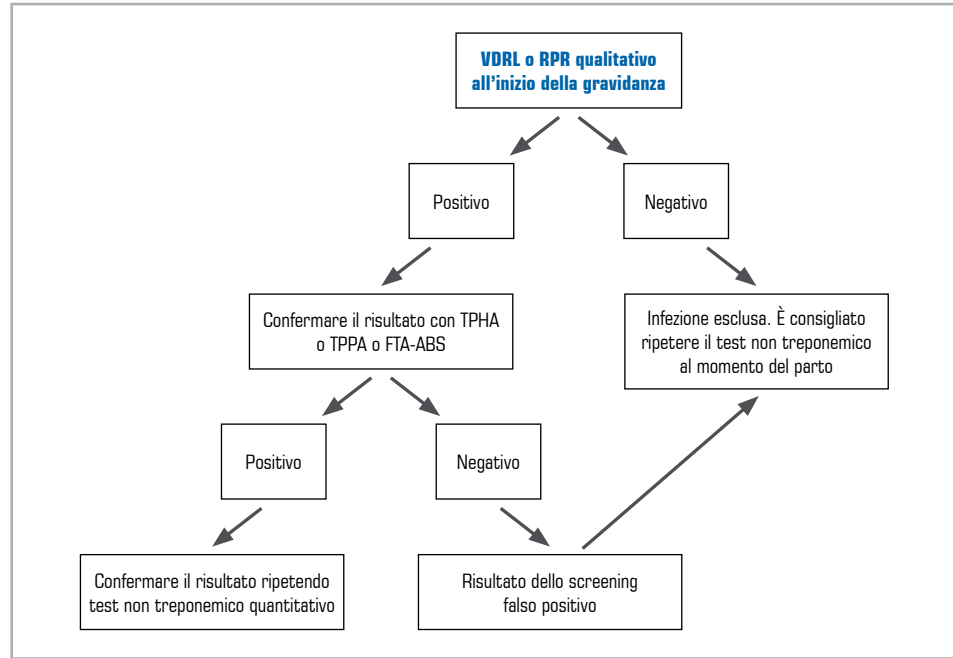 VDRL o RPR qualitativo
all'inizio della gravidanza
Positivo
Negativo
Confermare il risultato con TPHA
o TPPA o FTA-ABS
Infezione esclusa. È consigliato
ripetere il test non treponemico
al momento del parto
Positivo
Negativo
Confermare il risultato ripetendo
test non treponemico quantitativo
Risultato dello screening
falso positivo